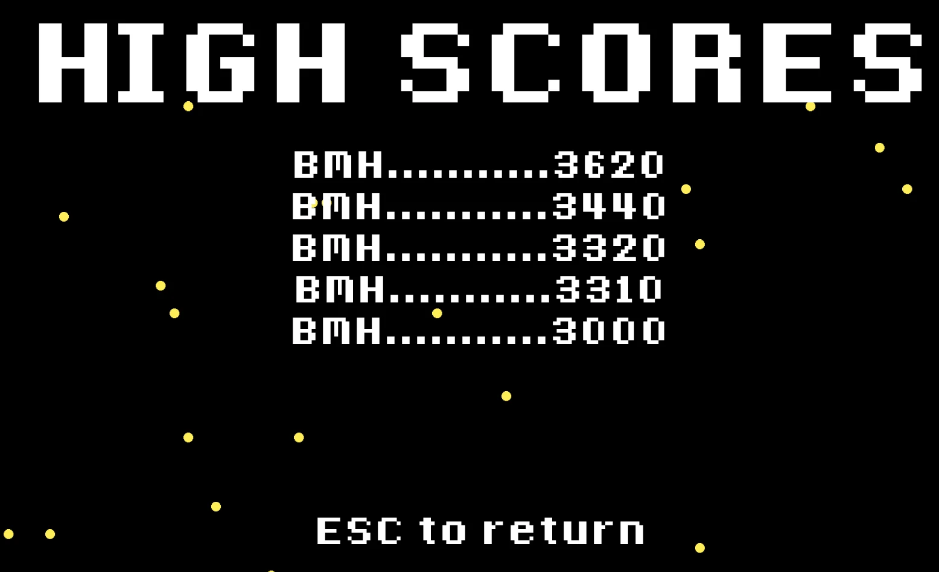 HIGH SCORES
BMH...........3620
BMH...........3440
BMH...........3320
BMH...........3310
BMH...........3000
ESC to return